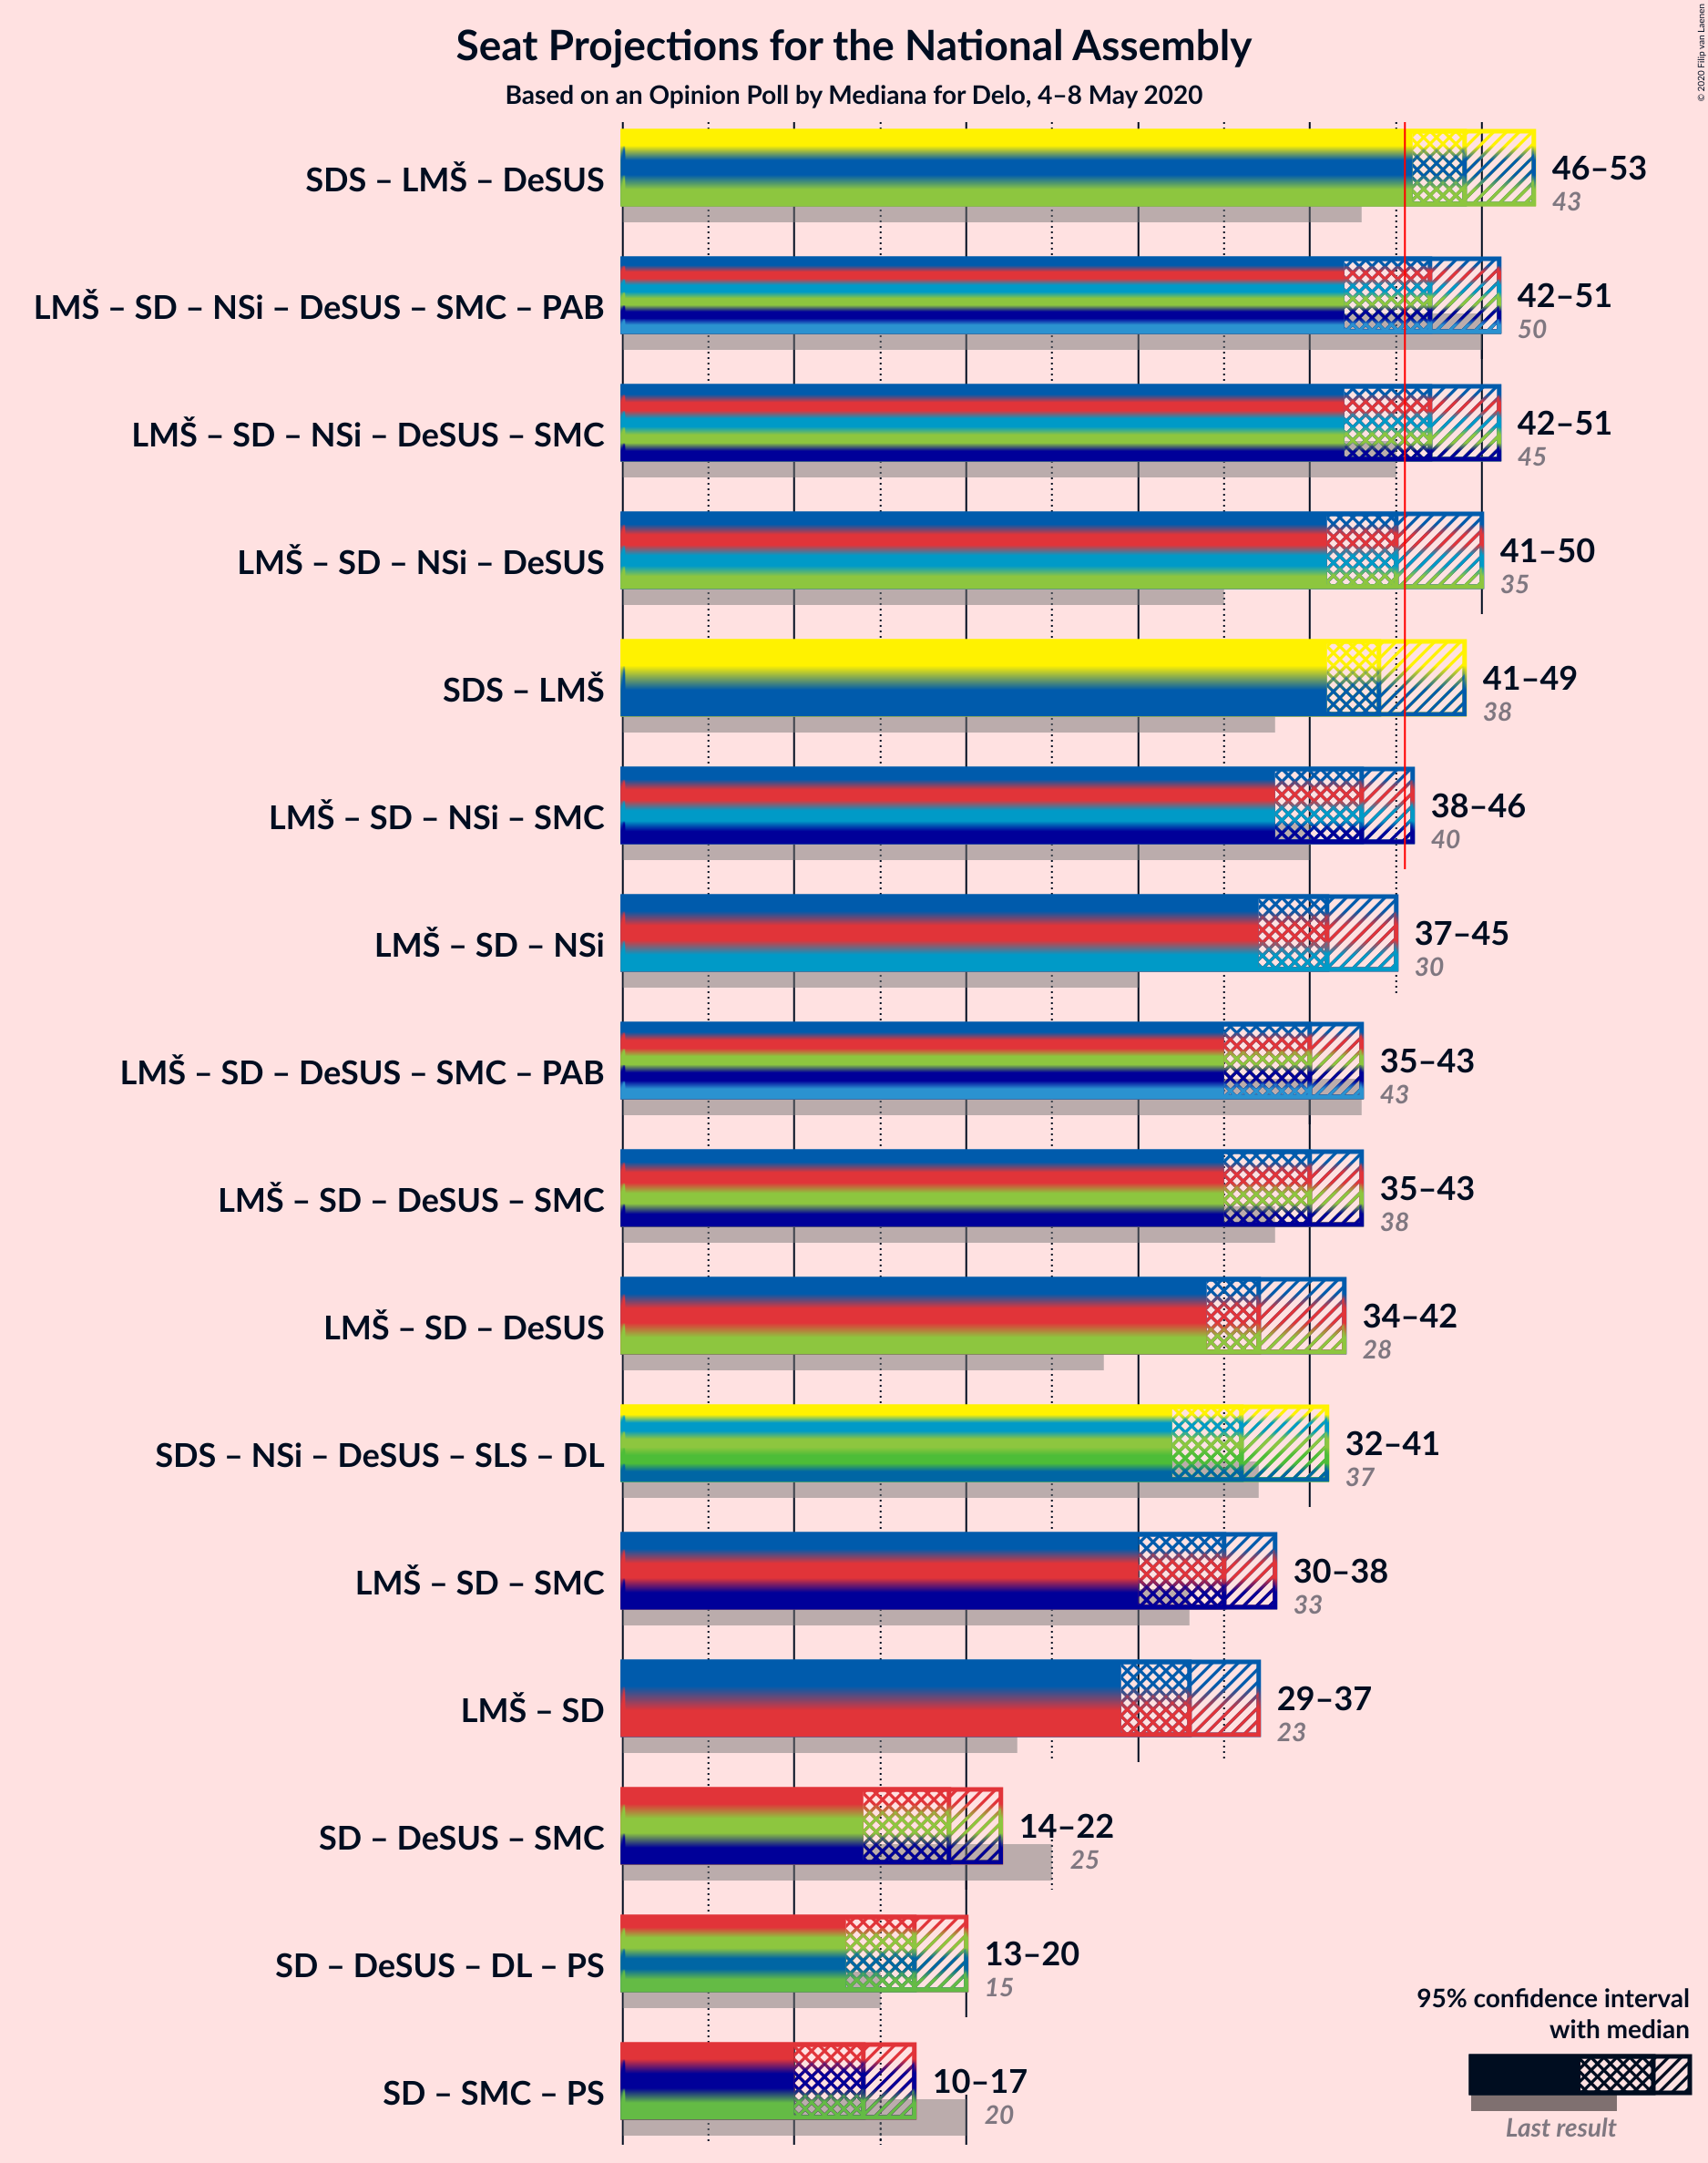 Seat Projections for the National Assembly
Based on an Opinion Poll by Mediana for Delo, 4–8 May 2020
© 2020 Filip van Laenen
SDS – LMŠ – DeSUS
46–53
43
LMŠ – SD – NSi – DeSUS – SMC – PAB
42–51
50
LMŠ – SD – NSi – DeSUS – SMC
42–51
45
LMŠ – SD – NSi – DeSUS
41–50
35
SDS – LMŠ
41–49
38
LMŠ – SD – NSi – SMC
38–46
40
LMŠ – SD – NSi
37–45
30
LMŠ – SD – DeSUS – SMC – PAB
35–43
43
LMŠ – SD – DeSUS – SMC
35–43
38
LMŠ – SD – DeSUS
34–42
28
SDS – NSi – DeSUS – SLS – DL
32–41
37
LMŠ – SD – SMC
30–38
33
LMŠ – SD
29–37
23
SD – DeSUS – SMC
14–22
25
SD – DeSUS – DL – PS
13–20
15
SD – SMC – PS
10–17
20
95% confidence interval
with median
Last result